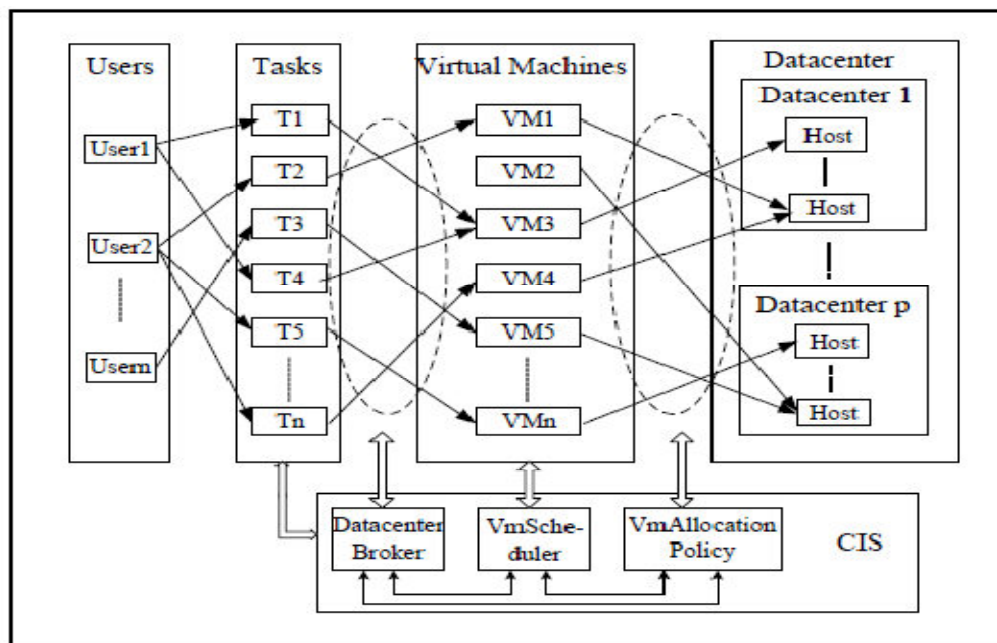 Users
User1
User2
Usern
Tasks
T1
T2
T3
T4
T5
Tn
Virtual Machines
VM1
VM2
VM3
VM4
VM5
VMn
Datacenter
Datacenter 1
Host
Host
Datacenter p
Host
Host
Datacenter
Broker
VmSche-
duler
VmAllocation
Policy
CIS